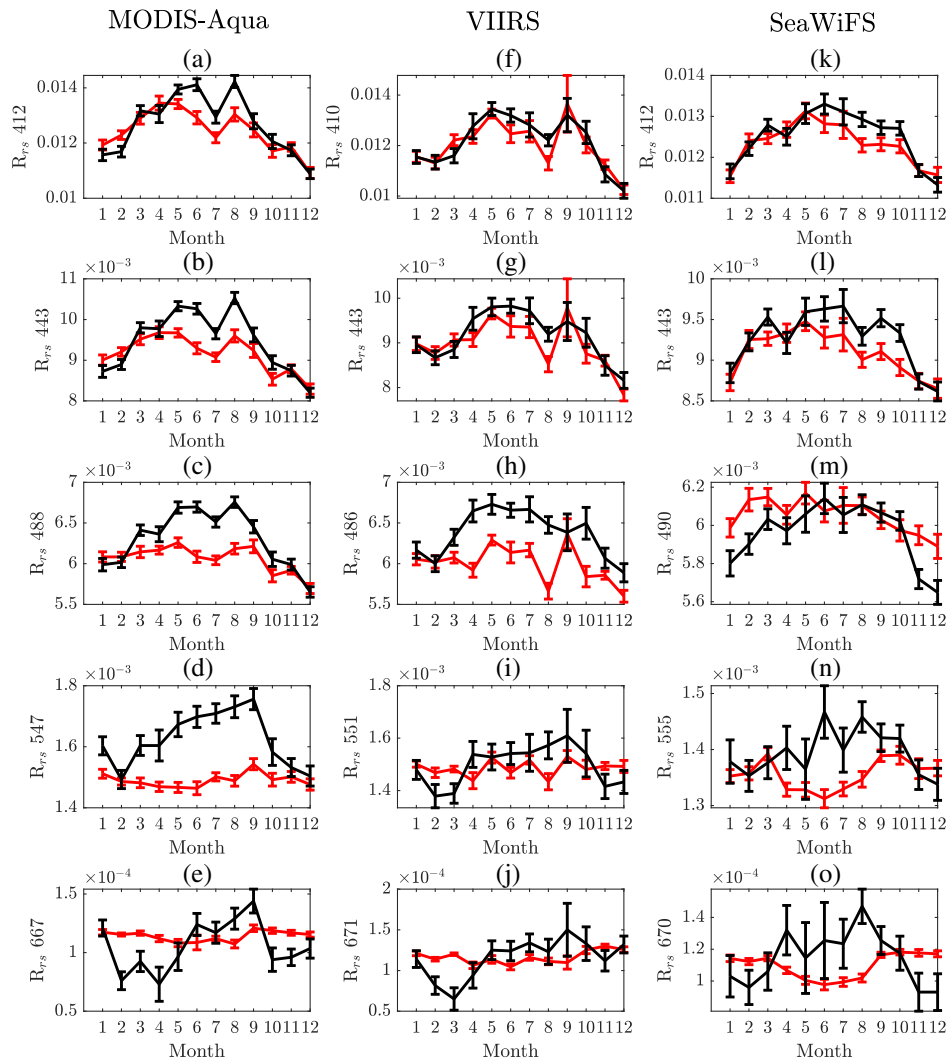 MODIS-Aqua VIIRS SeaWiFS
(a) (f) (k)
0.014 0.012 0.01 R_rs 412
0.014 0.012 0.01 R_rs 410
0.014 0.013 0.012 0.011 R_rs 412
1 2 3 4 5 6 7 8 9 10 11 12
1 2 3 4 5 6 7 8 9 10 11 12
1 2 3 4 5 6 7 8 9 10 11 12
Month Month Month
(b) (g) (l)
×10⁻³ 11 10 9 8 R_rs 443
×10⁻³ 10 9 8 R_rs 443
×10⁻³ 10 9.5 9 8.5 R_rs 443
1 2 3 4 5 6 7 8 9 10 11 12
1 2 3 4 5 6 7 8 9 10 11 12
1 2 3 4 5 6 7 8 9 10 11 12
Month Month Month
(c) (h) (m)
×10⁻³ 7 6.5 6 5.5 R_rs 488
×10⁻³ 7 6.5 6 5.5 R_rs 486
×10⁻³ 6.2 6 5.8 5.6 R_rs 490
1 2 3 4 5 6 7 8 9 10 11 12
1 2 3 4 5 6 7 8 9 10 11 12
1 2 3 4 5 6 7 8 9 10 11 12
Month Month Month
(d) (i) (n)
×10⁻³ 1.8 1.6 1.4 R_rs 547
×10⁻³ 1.8 1.6 1.4 R_rs 551
×10⁻³ 1.5 1.4 1.3 R_rs 555
1 2 3 4 5 6 7 8 9 10 11 12
1 2 3 4 5 6 7 8 9 10 11 12
1 2 3 4 5 6 7 8 9 10 11 12
Month Month Month
(e) (j) (o)
×10⁻⁴ 1.5 1 0.5 R_rs 667
×10⁻⁴ 2 1.5 1 0.5 R_rs 671
×10⁻⁴ 1.4 1.2 1 R_rs 670
1 2 3 4 5 6 7 8 9 10 11 12
1 2 3 4 5 6 7 8 9 10 11 12
1 2 3 4 5 6 7 8 9 10 11 12
Month Month Month